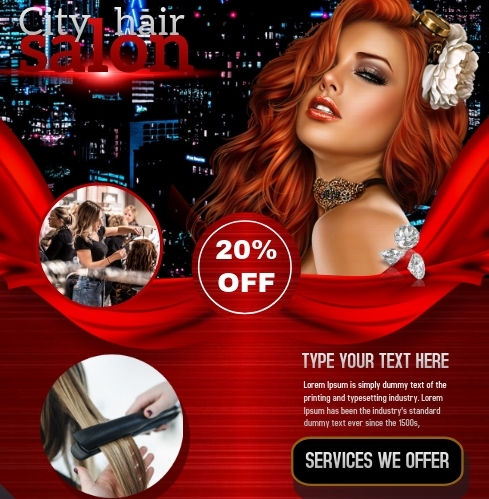 City hair
salon
20%
OFF
TYPE YOUR TEXT HERE
Lorem Ipsum is simply dummy text of the
printing and typesetting industry. Lorem
Ipsum has been the industry's standard
dummy text ever since the 1500s,
SERVICES WE OFFER